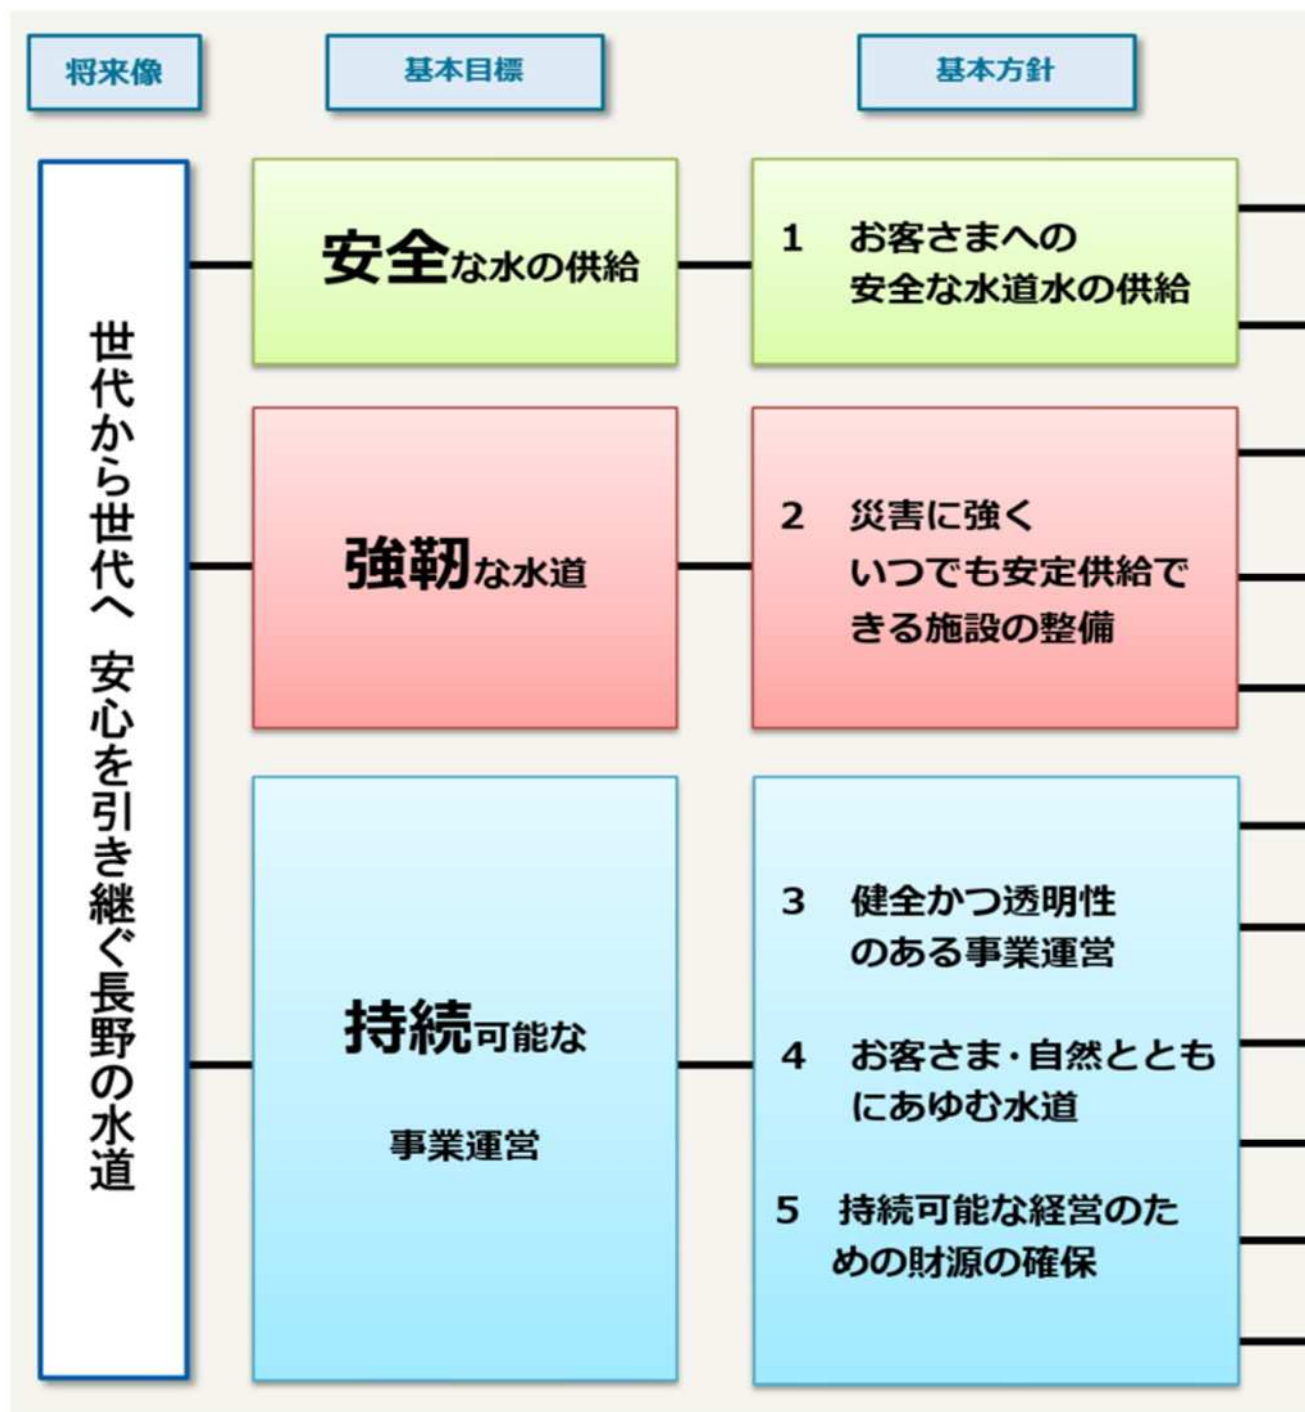 将来像
基本目標
基本方針
世代から世代へ 安心を引き継ぐ長野の水道
安全な水の供給
1 お客さまへの
安全な水道水の供給
強靭な水道
2 災害に強く
いつでも安定供給で
きる施設の整備
持続可能な
事業運営
3 健全かつ透明性
のある事業運営
4 お客さま・自然ととも
にあゆむ水道
5 持続可能な経営のた
めの財源の確保